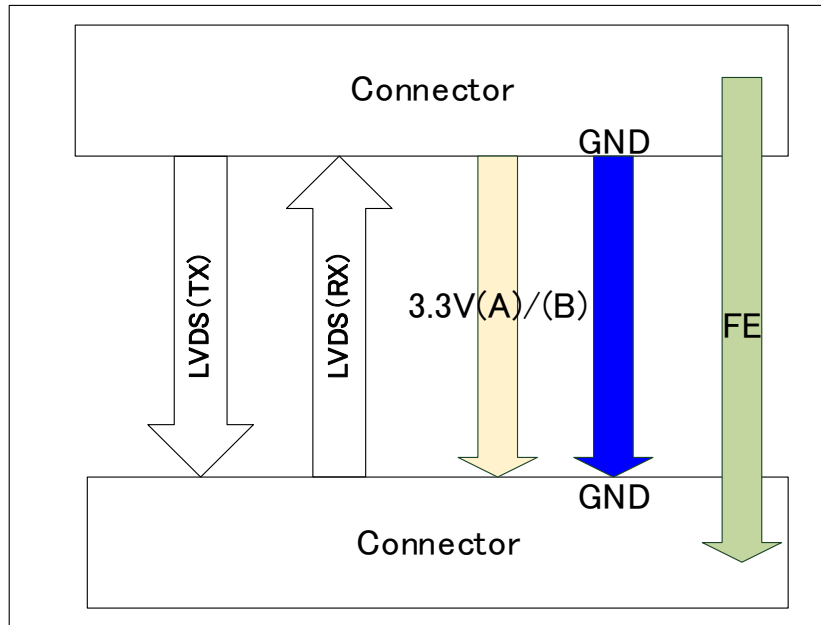 Connector
GND
LVDS(TX)
LVDS(RX)
3.3V(A)/(B)
FE
GND
Connector